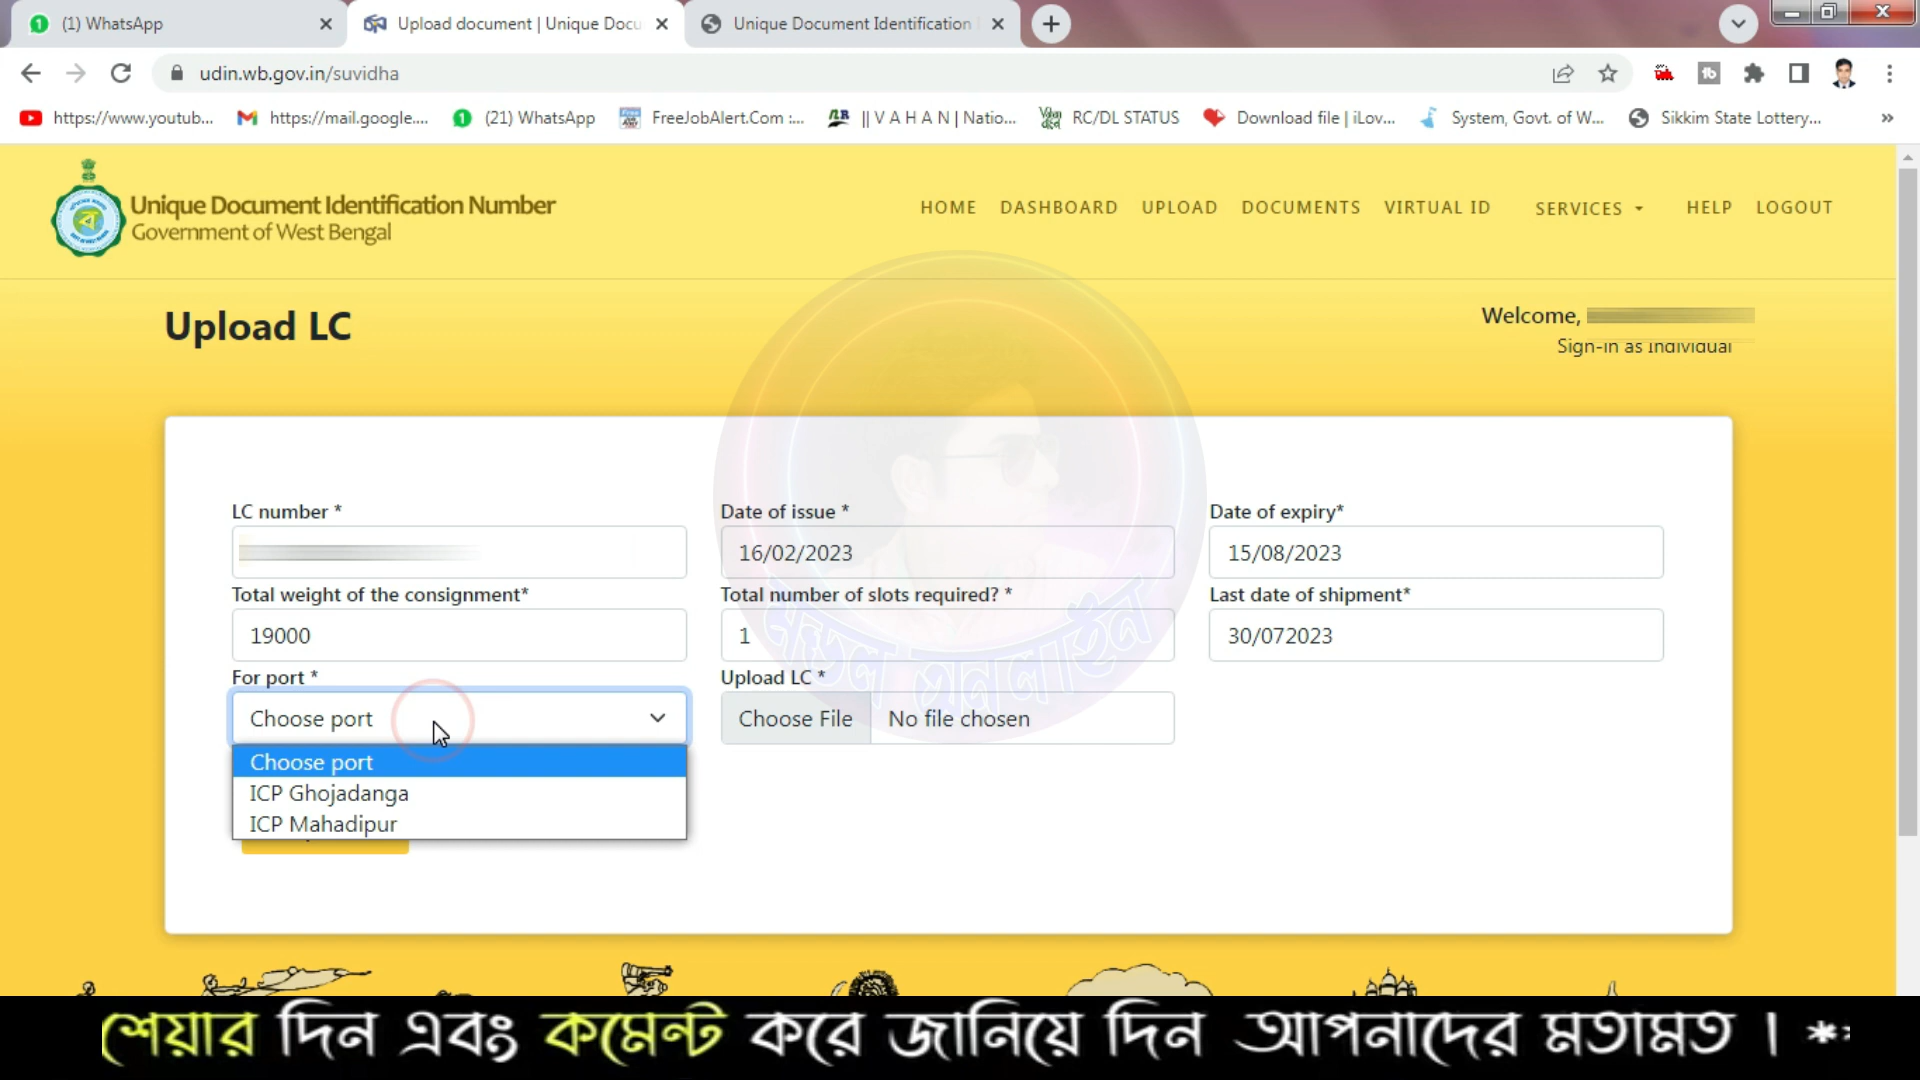 (1) WhatsApp
Upload document | Unique Docu
Unique Document Identification
udin.wb.gov.in/suvidha
https://www.youtub...
https://mail.google....
(21) WhatsApp
FreeJobAlert.Com :...
|| V A H A N | Natio...
RC/DL STATUS
Download file | iLov...
System, Govt. of W...
Sikkim State Lottery...
Unique Document Identification Number
Government of West Bengal
HOME DASHBOARD UPLOAD DOCUMENTS VIRTUAL ID SERVICES HELP LOGOUT
Upload LC
Welcome,
Sign-in as Individual
LC number *
Date of issue *
Date of expiry*
16/02/2023
15/08/2023
Total weight of the consignment*
Total number of slots required? *
Last date of shipment*
19000
1
30/072023
For port *
Upload LC *
Choose port
Choose File
No file chosen
Choose port
ICP Ghojadanga
ICP Mahadipur
মণ্ডল অনলাইন
শেয়ার দিন এবং কমেন্ট করে জানিয়ে দিন আপনাদের মতামত । **